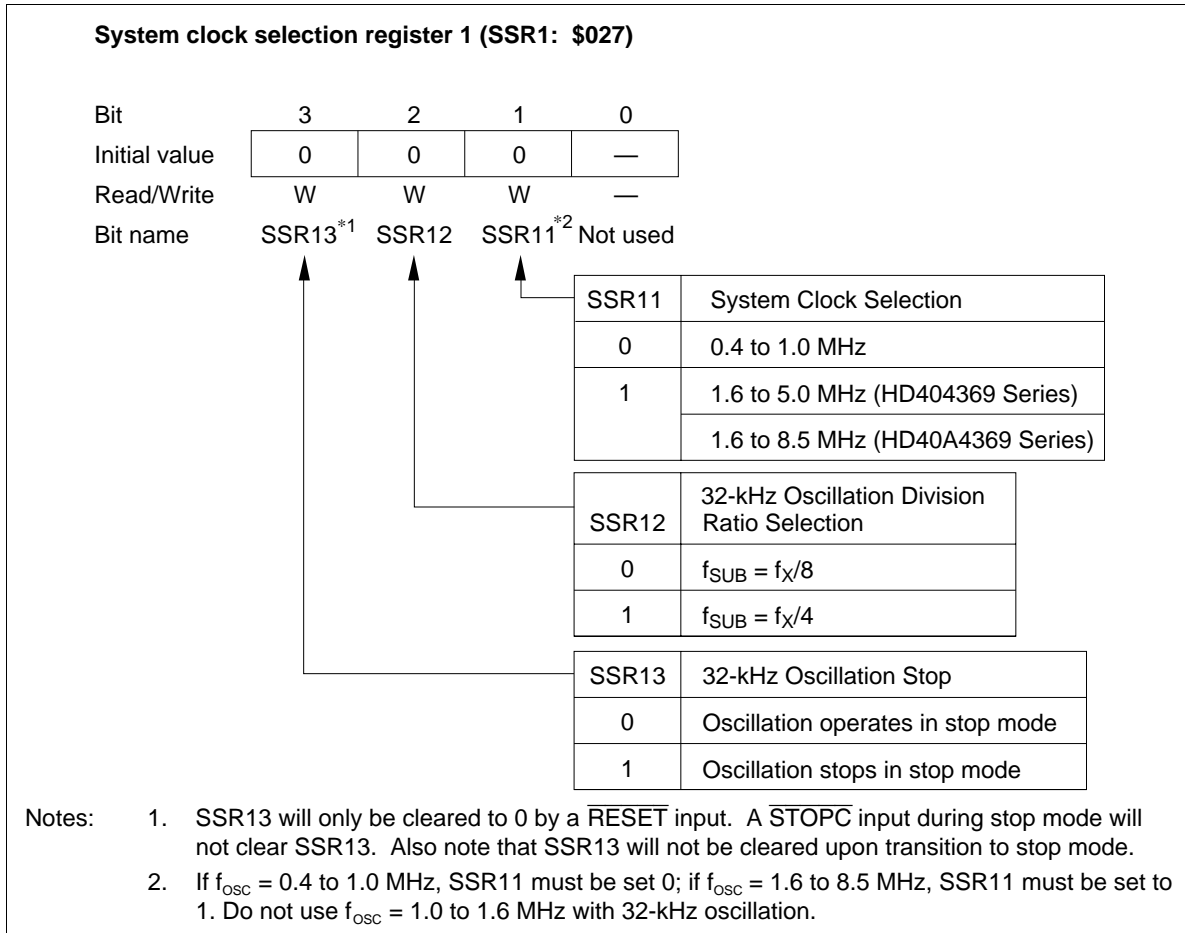 System clock selection register 1 (SSR1: $027)
Bit 3 2 1 0
Initial value 0 0 0 —
Read/Write W W W —
Bit name SSR13*1 SSR12 SSR11*2 Not used
SSR11 System Clock Selection
0 0.4 to 1.0 MHz
1 1.6 to 5.0 MHz (HD404369 Series)
1.6 to 8.5 MHz (HD40A4369 Series)
32-kHz Oscillation Division
SSR12 Ratio Selection
0 fSUB = fX/8
1 fSUB = fX/4
SSR13 32-kHz Oscillation Stop
0 Oscillation operates in stop mode
1 Oscillation stops in stop mode
Notes: 1. SSR13 will only be cleared to 0 by a RESET input. A STOPC input during stop mode will
not clear SSR13. Also note that SSR13 will not be cleared upon transition to stop mode.
2. If fOSC = 0.4 to 1.0 MHz, SSR11 must be set 0; if fOSC = 1.6 to 8.5 MHz, SSR11 must be set to
1. Do not use fOSC = 1.0 to 1.6 MHz with 32-kHz oscillation.